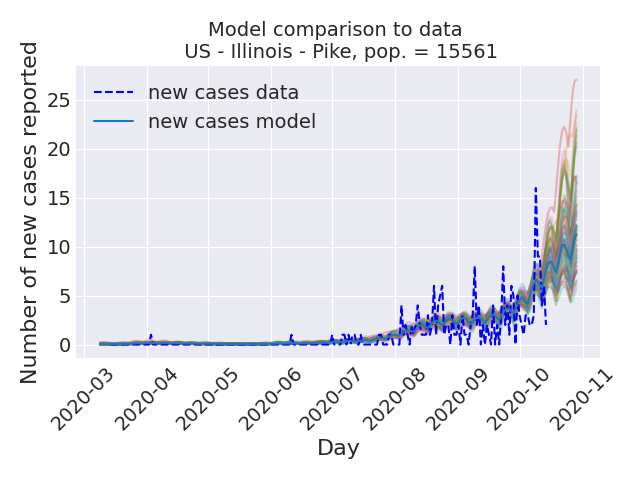 Model comparison to data
US - Illinois - Pike, pop. = 15561
Number of new cases reported
25
20
15
10
5
0
new cases data
new cases model
2020-03
2020-04
2020-05
2020-06
2020-07
2020-08
2020-09
2020-10
2020-11
Day